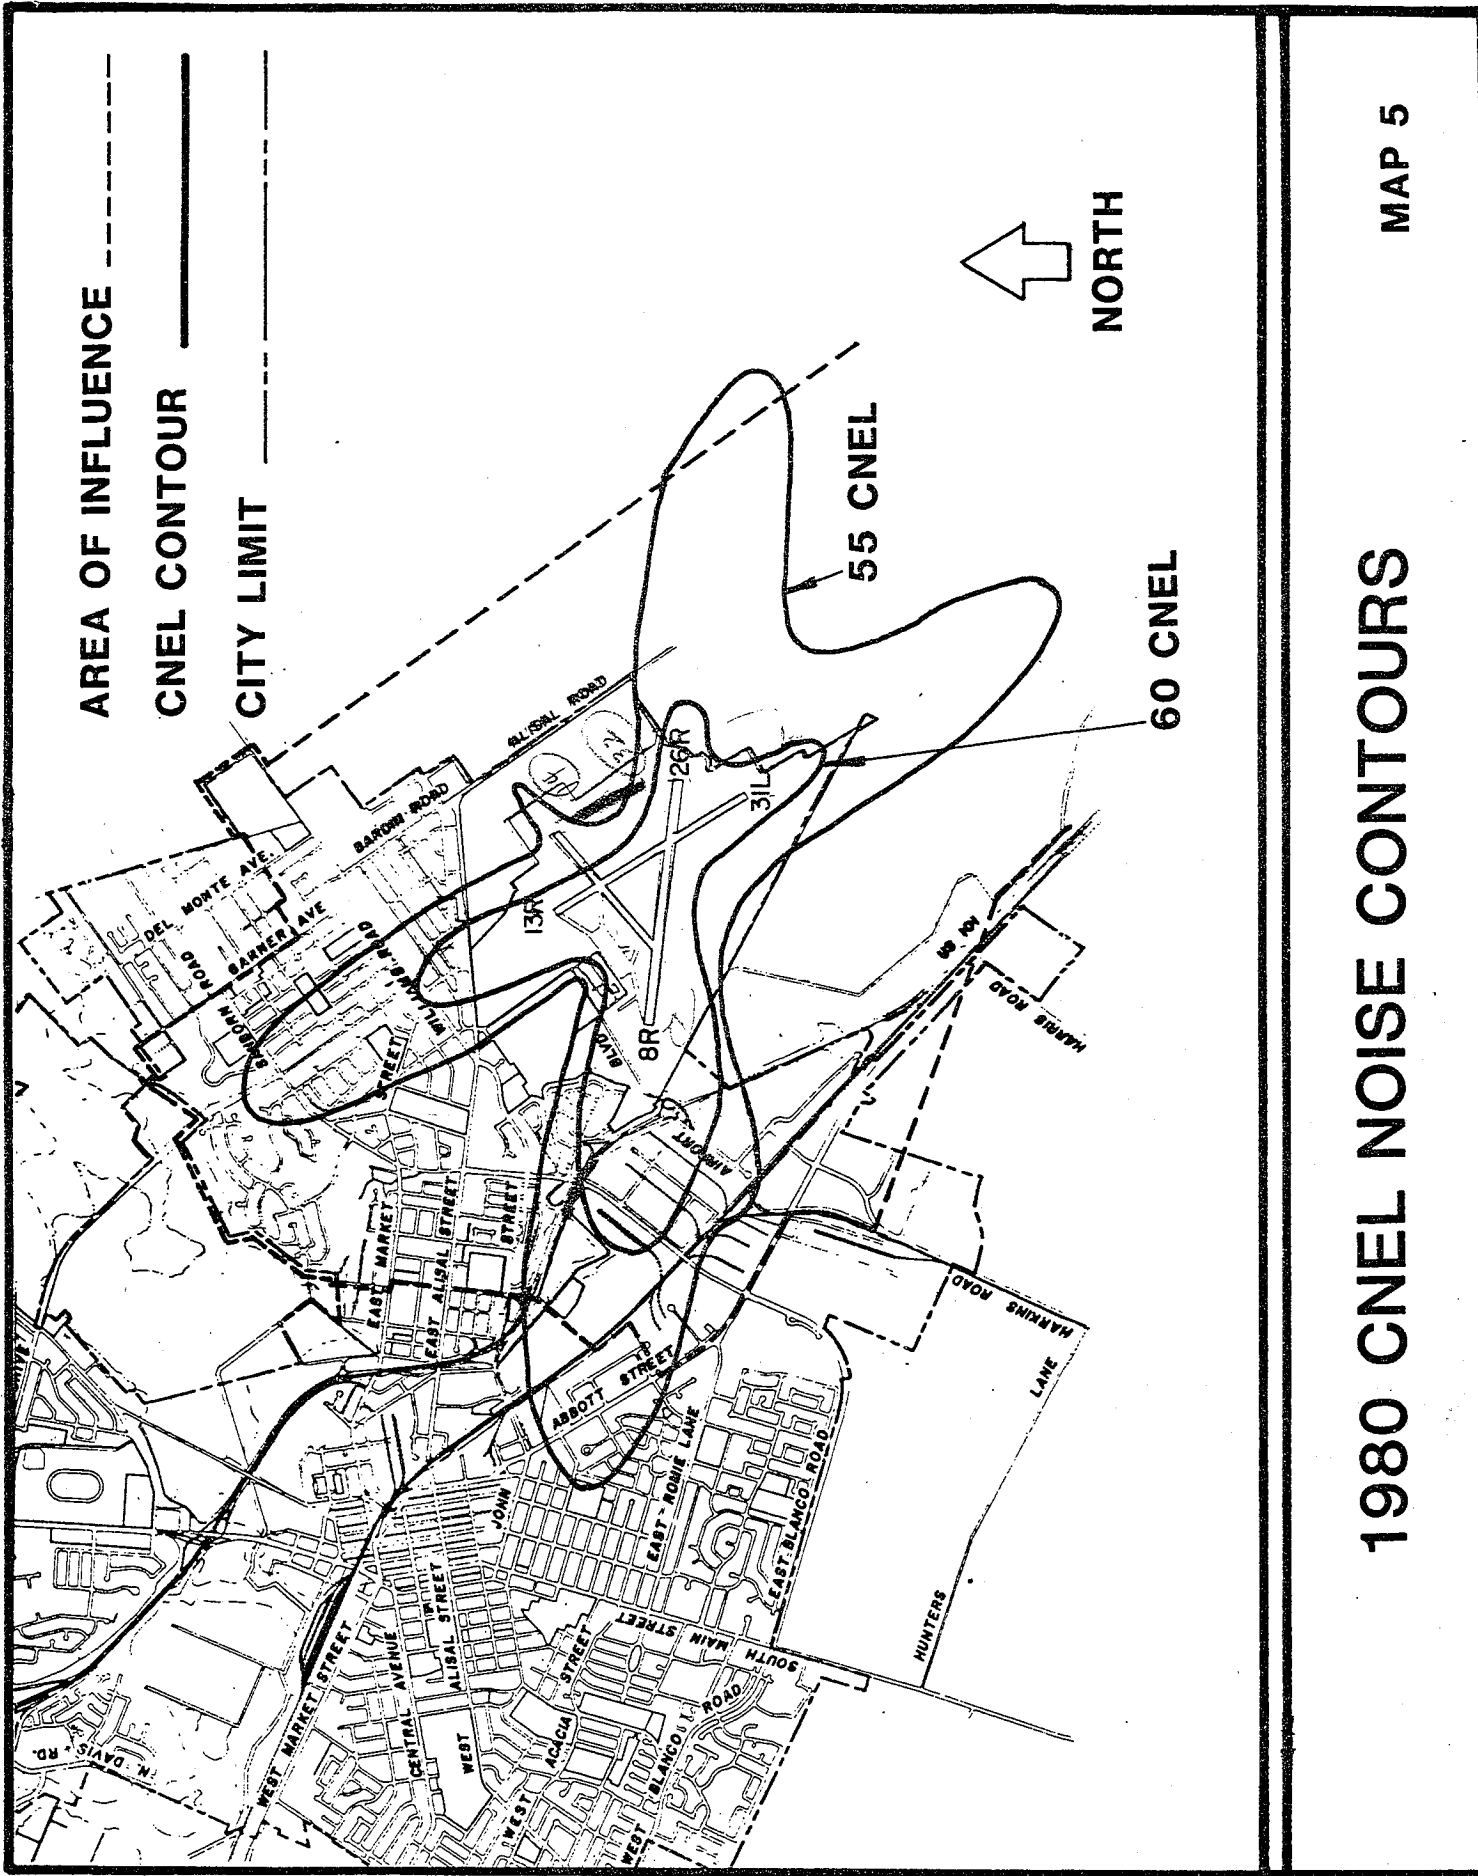 AREA OF INFLUENCE
CNEL CONTOUR
CITY LIMIT
NORTH
55 CNEL
60 CNEL
ALISAL ROAD
BARDIN ROAD
DEL MONTE AVE.
GARNER AVE
SANBORN ROAD
WILLIAMS ROAD
STREET
13R
26R
31L
8R
BLVD
AIRPORT
US 101
HARRIS ROAD
EAST MARKET
EAST ALISAL STREET
STREET
ABBOTT STREET
HARKINS ROAD
HUNTERS LANE
JOHN
EAST ROMIE LANE
EAST BLANCO ROAD
SOUTH MAIN STREET
WEST MARKET STREET
CENTRAL AVENUE
WEST ALISAL STREET
WEST ACACIA STREET
WEST BLANCO ROAD
N. DAVIS RD.
1980 CNEL NOISE CONTOURS
MAP 5